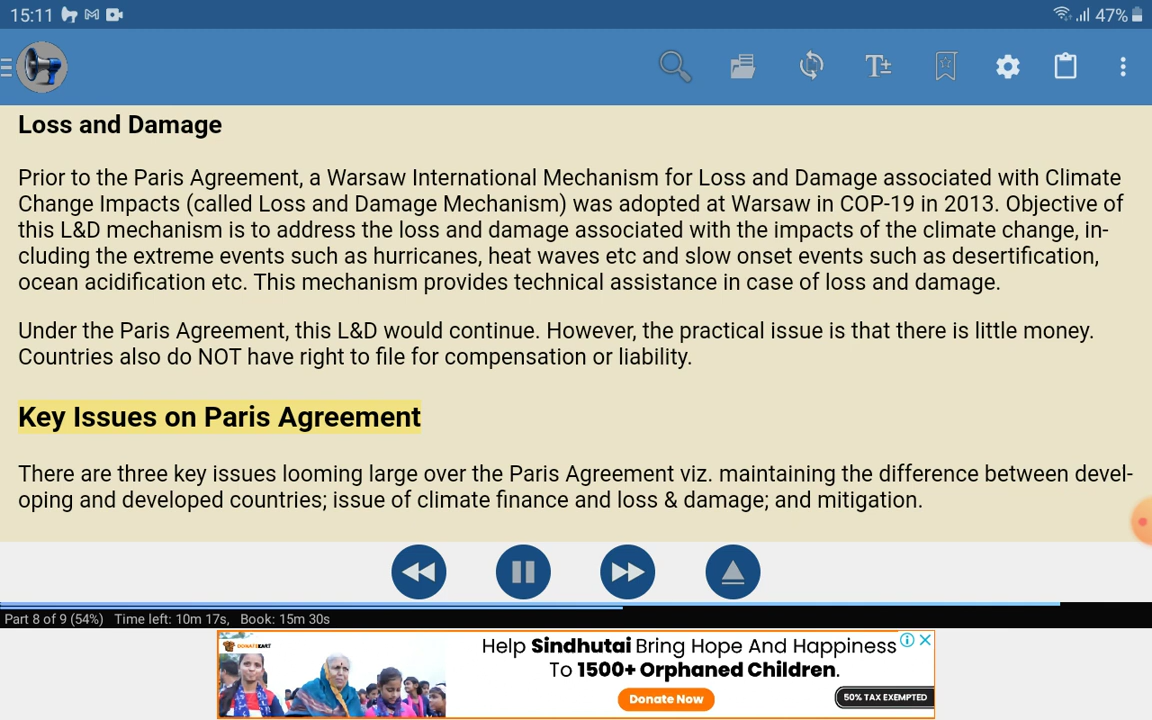 15:11
47%
T±
Loss and Damage
Prior to the Paris Agreement, a Warsaw International Mechanism for Loss and Damage associated with Climate
Change Impacts (called Loss and Damage Mechanism) was adopted at Warsaw in COP-19 in 2013. Objective of
this L&D mechanism is to address the loss and damage associated with the impacts of the climate change, in-
cluding the extreme events such as hurricanes, heat waves etc and slow onset events such as desertification,
ocean acidification etc. This mechanism provides technical assistance in case of loss and damage.
Under the Paris Agreement, this L&D would continue. However, the practical issue is that there is little money.
Countries also do NOT have right to file for compensation or liability.
Key Issues on Paris Agreement
There are three key issues looming large over the Paris Agreement viz. maintaining the difference between devel-
oping and developed countries; issue of climate finance and loss & damage; and mitigation.
Part 8 of 9 (54%) Time left: 10m 17s, Book: 15m 30s
DONATEKART
Help Sindhutai Bring Hope And Happiness
To 1500+ Orphaned Children.
Donate Now
50% TAX EXEMPTED